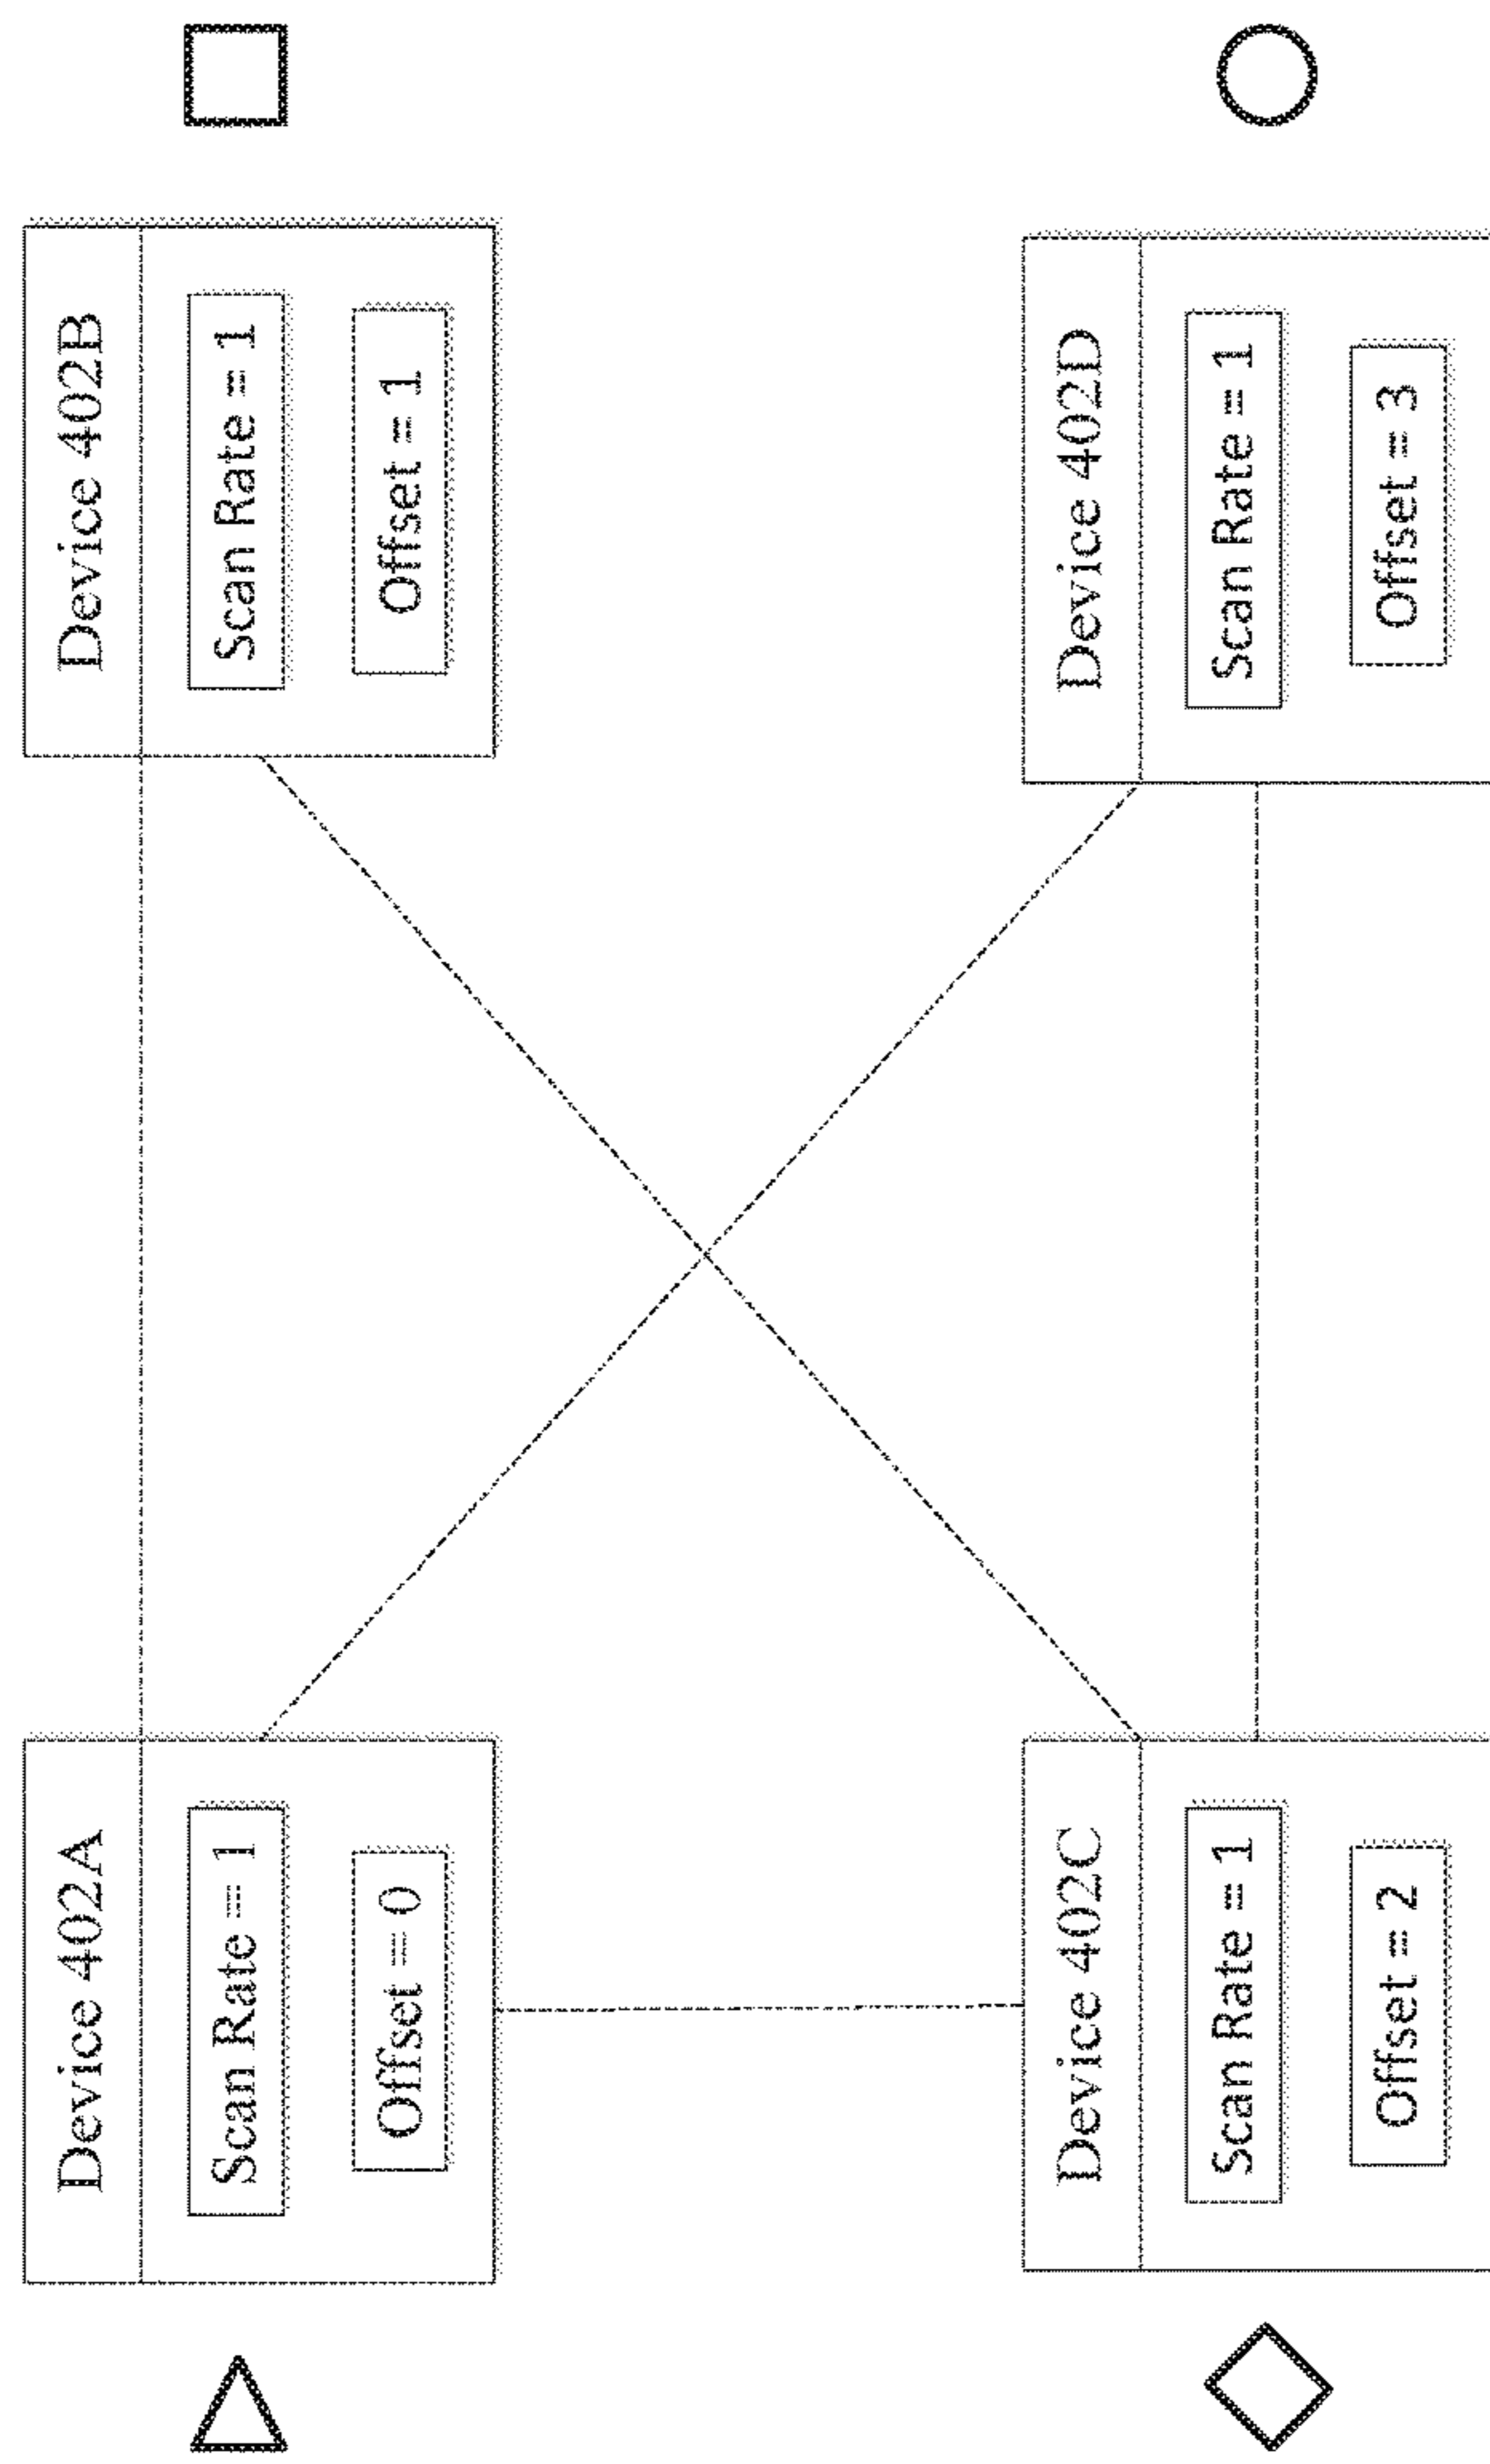 Device 402A
Scan Rate = 1
Offset = 0
Device 402B
Scan Rate = 1
Offset = 1
Device 402C
Scan Rate = 1
Offset = 2
Device 402D
Scan Rate = 1
Offset = 3